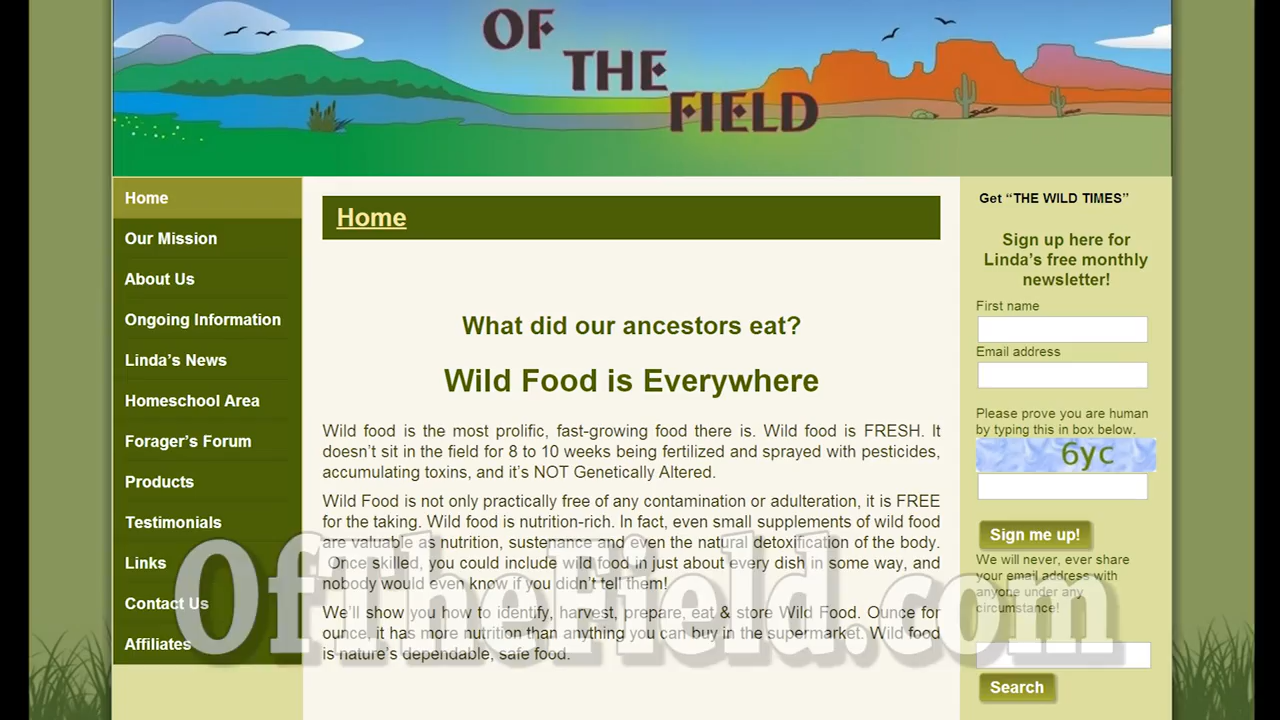 OF
THE
FIELD
Home
Our Mission
About Us
Ongoing Information
Linda's News
Homeschool Area
Forager's Forum
Products
Testimonials
Links
Contact Us
Affiliates
Home
What did our ancestors eat?
Wild Food is Everywhere
Wild food is the most prolific, fast-growing food there is. Wild food is FRESH. It
doesn't sit in the field for 8 to 10 weeks being fertilized and sprayed with pesticides,
accumulating toxins, and it's NOT Genetically Altered.
Wild Food is not only practically free of any contamination or adulteration, it is FREE
for the taking. Wild food is nutrition-rich. In fact, even small supplements of wild food
are valuable as nutrition, sustenance and even the natural detoxification of the body.
Once skilled, you could include wild food in just about every dish in some way, and
nobody would even know if you didn't tell them!
We'll show you how to identify, harvest, prepare, eat & store Wild Food. Ounce for
ounce, it has more nutrition than anything you can buy in the supermarket. Wild food
is nature's dependable, safe food.
Get “THE WILD TIMES”
Sign up here for
Linda's free monthly
newsletter!
First name
Email address
Please prove you are human
by typing this in box below.
6yc
Sign me up!
We will never, ever share
your email address with
anyone under any
circumstance!
Search
OfTheField.com